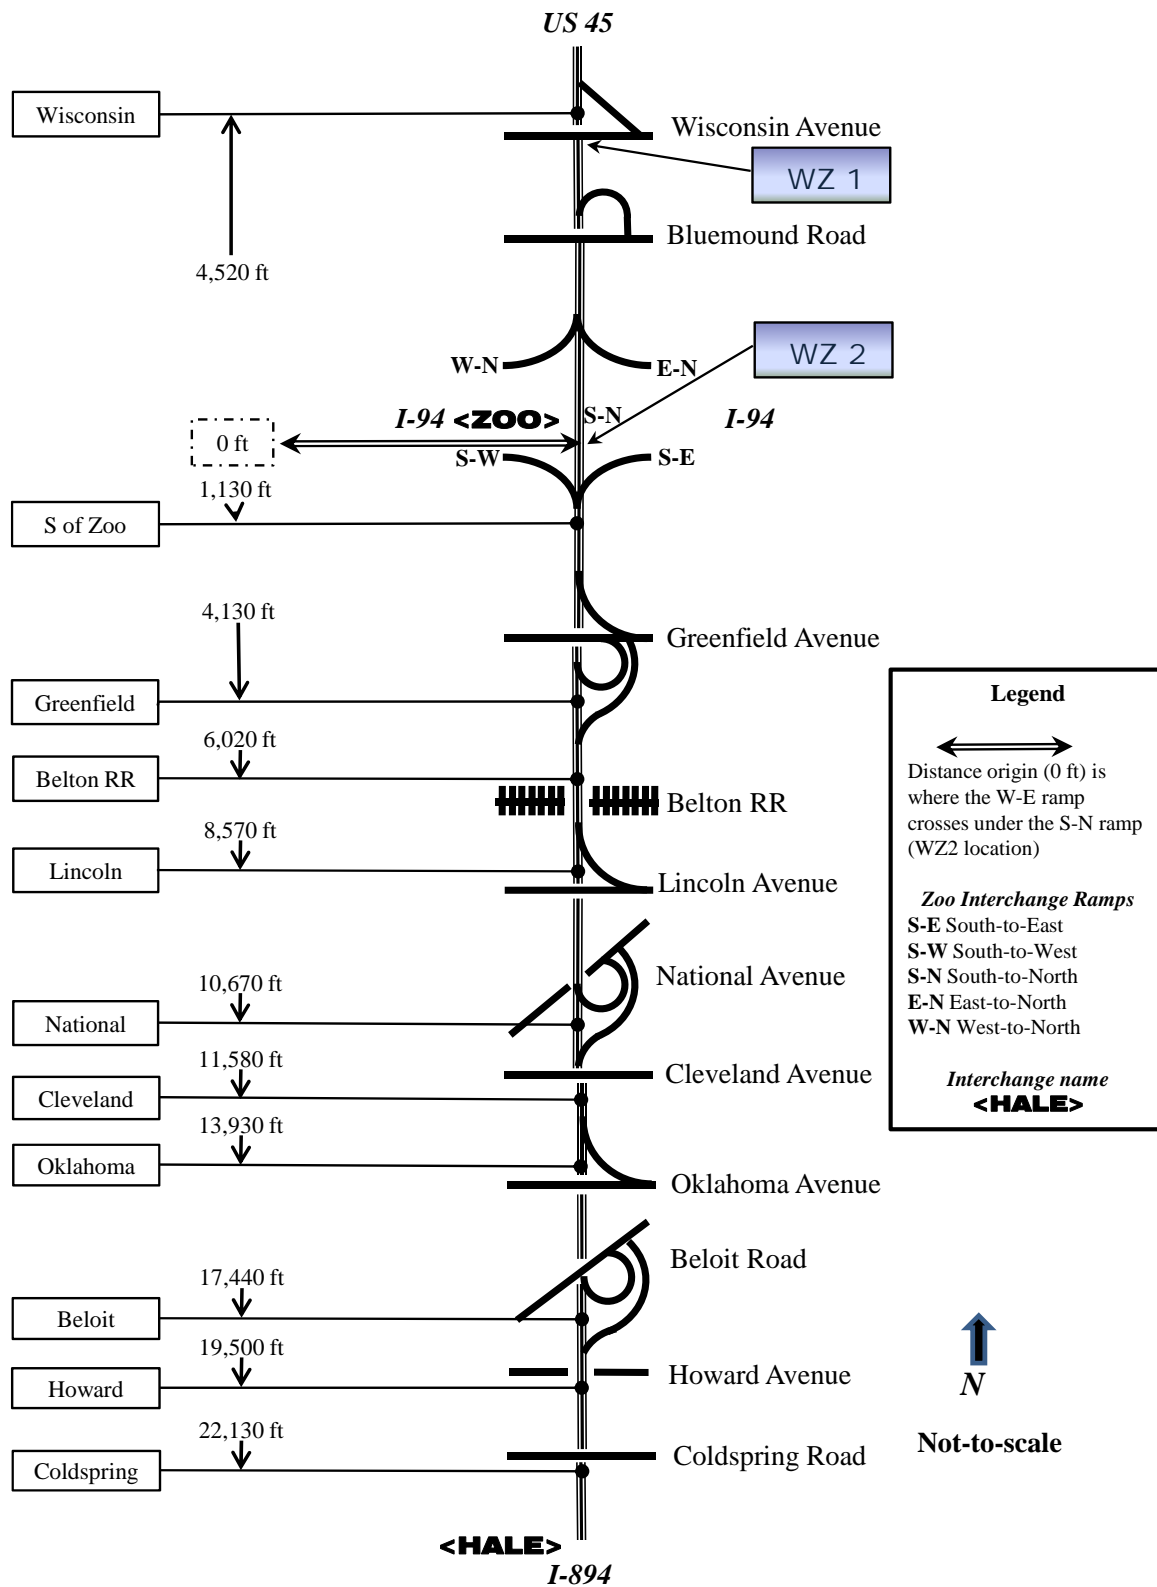 US 45
Wisconsin
Wisconsin Avenue
WZ 1
Bluemound Road
4,520 ft
WZ 2
W-N
E-N
I-94 <ZOO>
S-N
I-94
0 ft
S-W
S-E
1,130 ft
S of Zoo
4,130 ft
Greenfield Avenue
Greenfield
6,020 ft
Belton RR
Belton RR
8,570 ft
Lincoln
Lincoln Avenue
National Avenue
10,670 ft
National
11,580 ft
Cleveland Avenue
Cleveland
13,930 ft
Oklahoma
Oklahoma Avenue
Beloit Road
17,440 ft
Beloit
19,500 ft
Howard Avenue
Howard
22,130 ft
Coldspring Road
Coldspring
<HALE>
I-894
Legend
Distance origin (0 ft) is
where the W-E ramp
crosses under the S-N ramp
(WZ2 location)
Zoo Interchange Ramps
S-E South-to-East
S-W South-to-West
S-N South-to-North
E-N East-to-North
W-N West-to-North
Interchange name
<HALE>
N
Not-to-scale